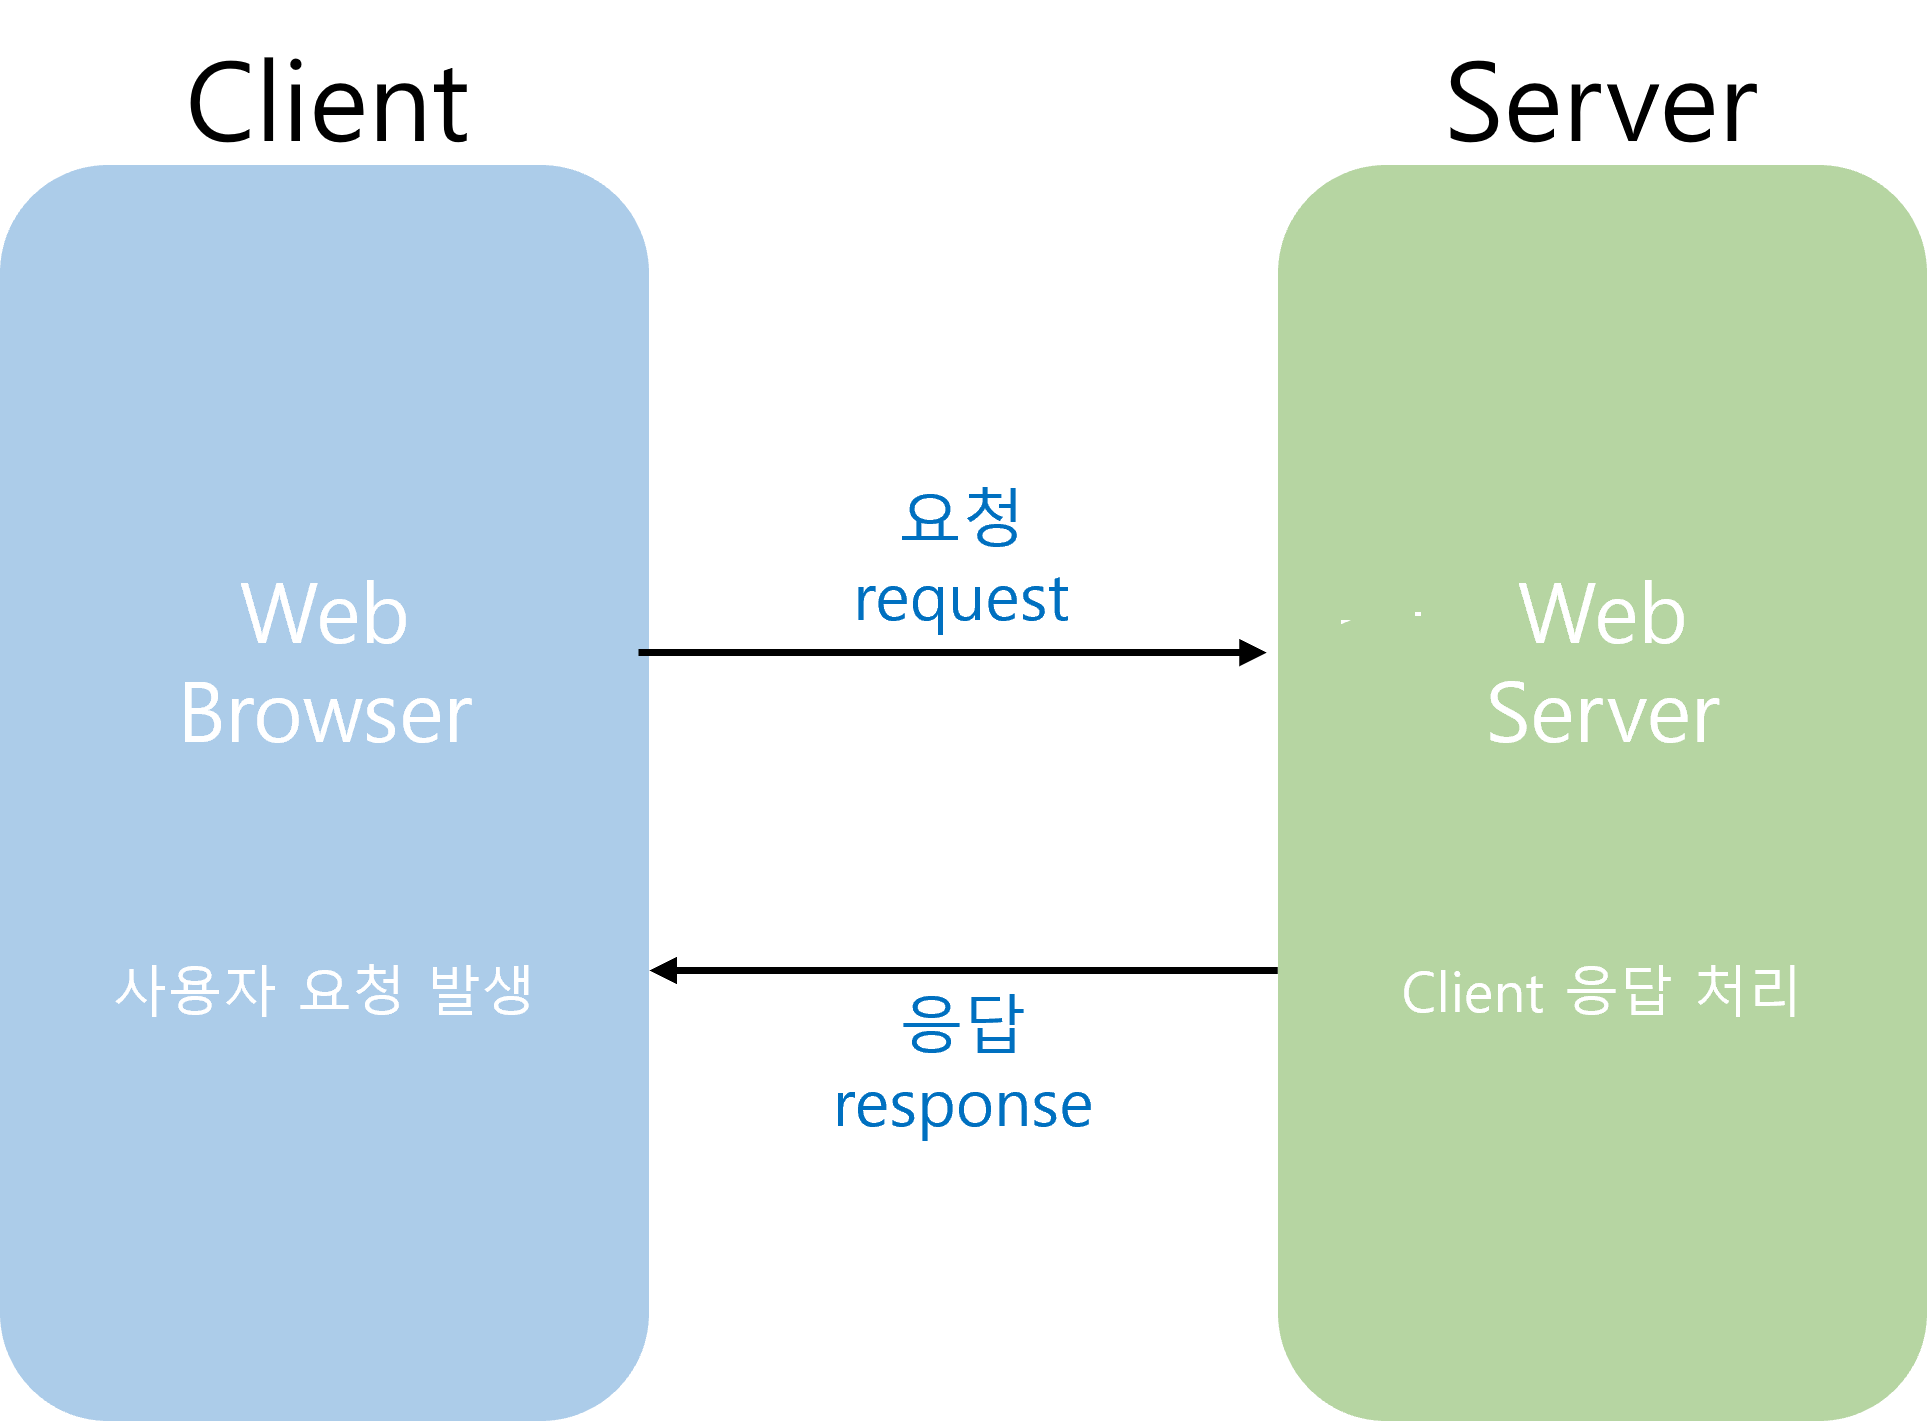 Client
Server
Web
Browser
사용자 요청 발생
요청
request
응답
response
Web
Server
Client 응답 처리